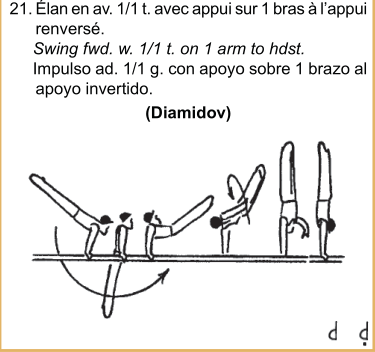 21. Élan en av. 1/1 t. avec appui sur 1 bras à l'appui
renversé.
Swing fwd. w. 1/1 t. on 1 arm to hdst.
Impulso ad. 1/1 g. con apoyo sobre 1 brazo al
apoyo invertido.
(Diamidov)